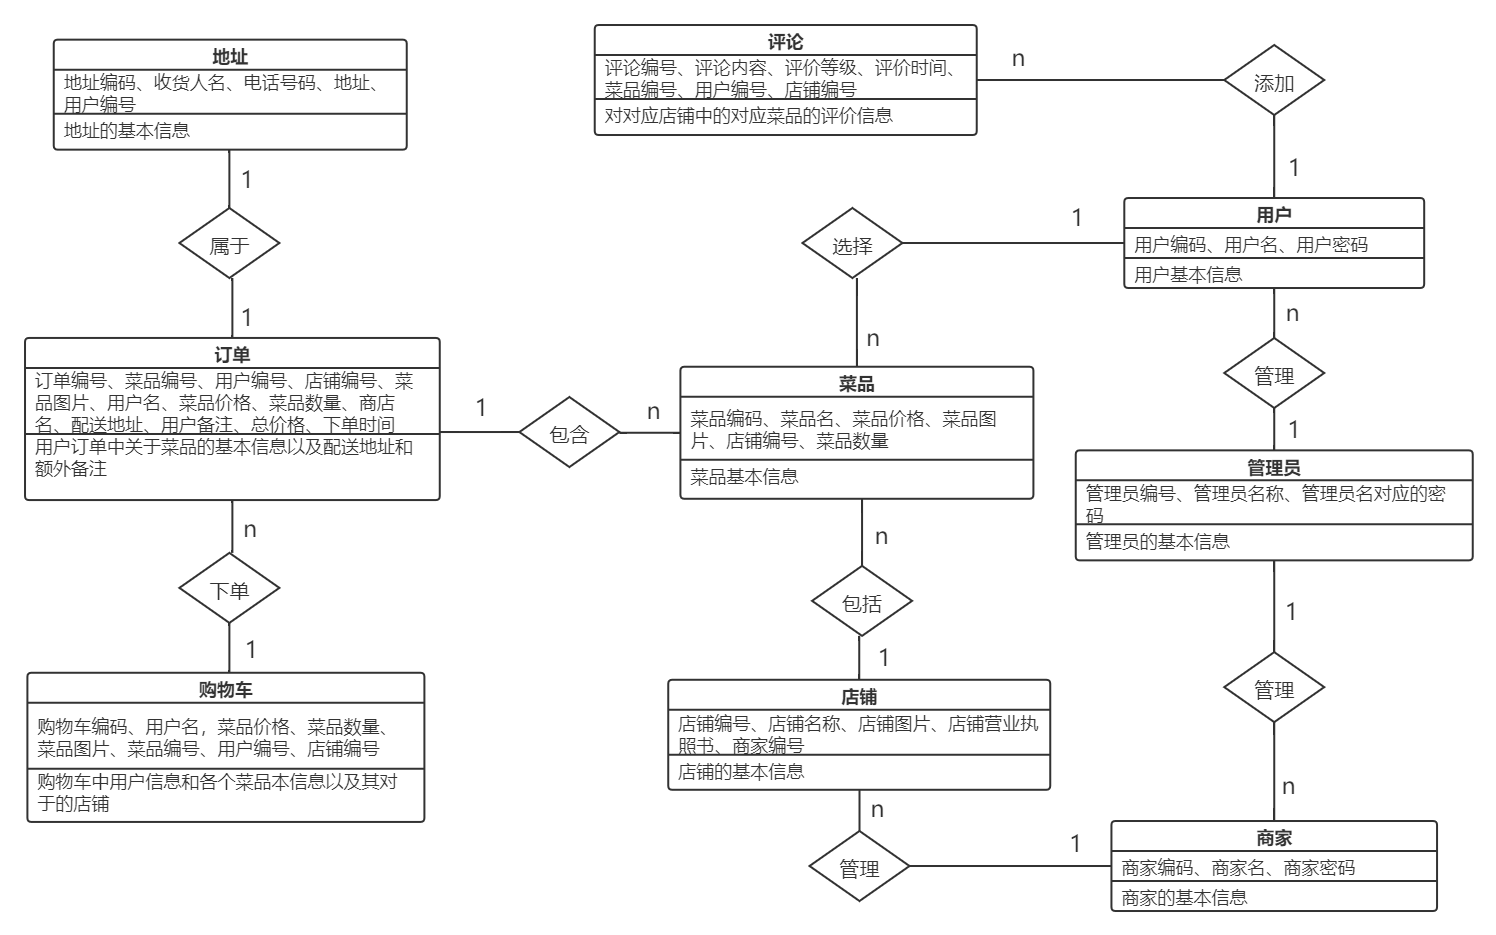 地址
地址编码、收货人名、电话号码、地址、
用户编号
地址的基本信息
1
属于
1
订单
订单编号、菜品编号、用户编号、店铺编号、菜
品图片、用户名、菜品价格、菜品数量、商店
名、配送地址、用户备注、总价格、下单时间
用户订单中关于菜品的基本信息以及配送地址和
额外备注
n
下单
1
购物车
购物车编码、用户名，菜品价格、菜品数量、
菜品图片、菜品编号、用户编号、店铺编号
购物车中用户信息和各个菜品本信息以及其对
于的店铺
1
包含
n
评论
评论编号、评论内容、评价等级、评价时间、
菜品编号、用户编号、店铺编号
对对应店铺中的对应菜品的评价信息
n
添加
1
选择
1
n
菜品
菜品编码、菜品名、菜品价格、菜品图
片、店铺编号、菜品数量
菜品基本信息
n
包括
1
店铺
店铺编号、店铺名称、店铺图片、店铺营业执
照书、商家编号
店铺的基本信息
n
管理
1
用户
用户编码、用户名、用户密码
用户基本信息
n
管理
1
管理员
管理员编号、管理员名称、管理员名对应的密
码
管理员的基本信息
1
管理
n
商家
商家编码、商家名、商家密码
商家的基本信息